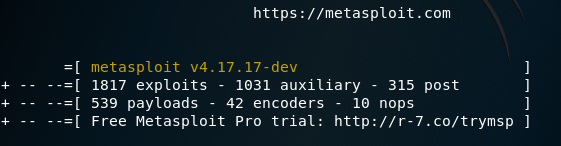 https://metasploit.com
=[ metasploit v4.17.17-dev ]
+ -- --=[ 1817 exploits - 1031 auxiliary - 315 post ]
+ -- --=[ 539 payloads - 42 encoders - 10 nops ]
+ -- --=[ Free Metasploit Pro trial: http://r-7.co/trymsp ]